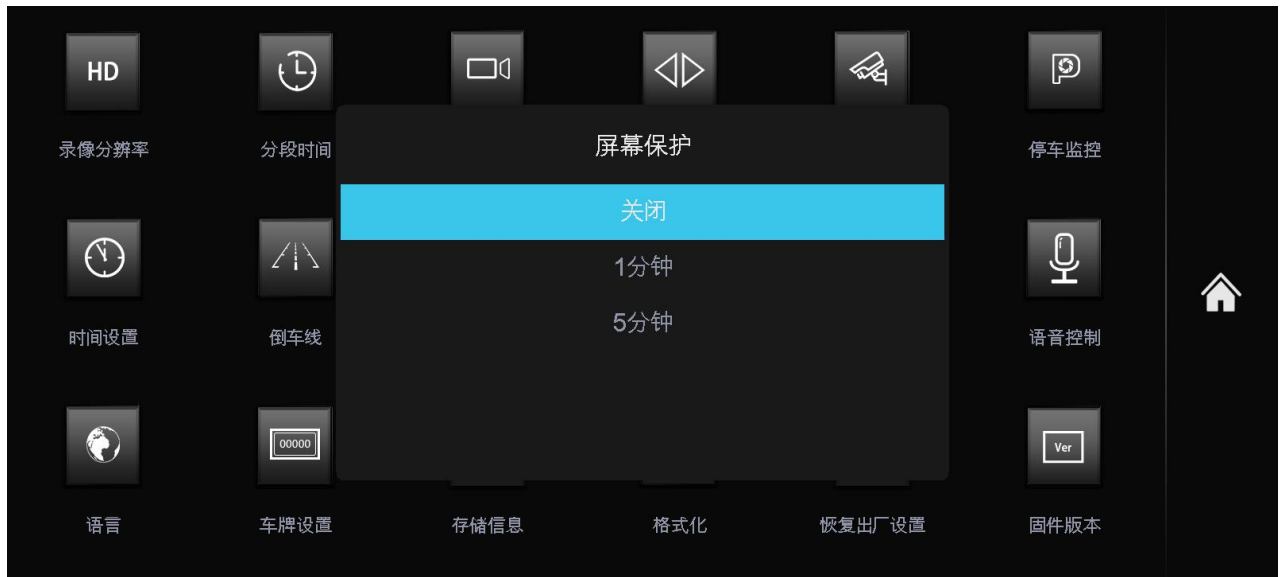 HD
屏幕保护
录像分辨率
分段时间
停车监控
关闭
1分钟
5分钟
时间设置
倒车线
语音控制
00000
Ver
语言
车牌设置
存储信息
格式化
恢复出厂设置
固件版本